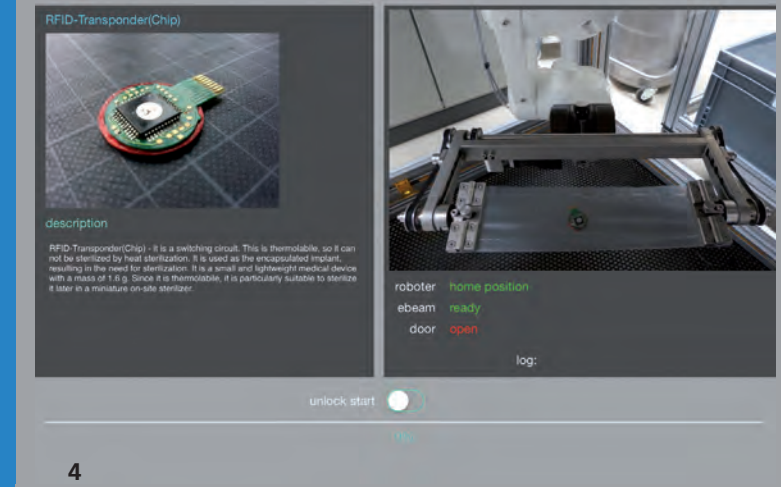 RFID-Transponder(Chip)
description
RFID-Transponder(Chip) - it is a switching circuit. This is thermolabile, so it can
not be sterilized by heat sterilization. It is used as the encapsulated implant,
resulting in the need for sterilization. It is a small and lightweight medical device
with a mass of 1.6 g. Since it is thermolabile, it is particularly suitable to sterilize
it later in a miniature on-site sterilizer.
roboter home position
ebeam ready
door open
log:
unlock start
4